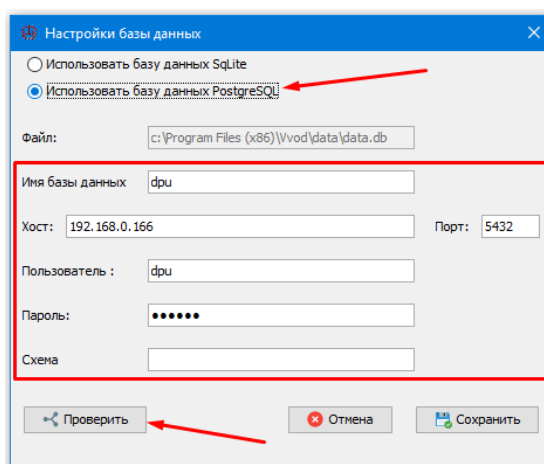 Настройки базы данных
Использовать базу данных SqLite
Использовать базу данных PostgreSQL
Файл: c:\Program Files (x86)\Vvod\data\data.db
Имя базы данных dpu
Хост: 192.168.0.166 Порт: 5432
Пользователь : dpu
Пароль: ••••••
Схема
Проверить Отмена Сохранить